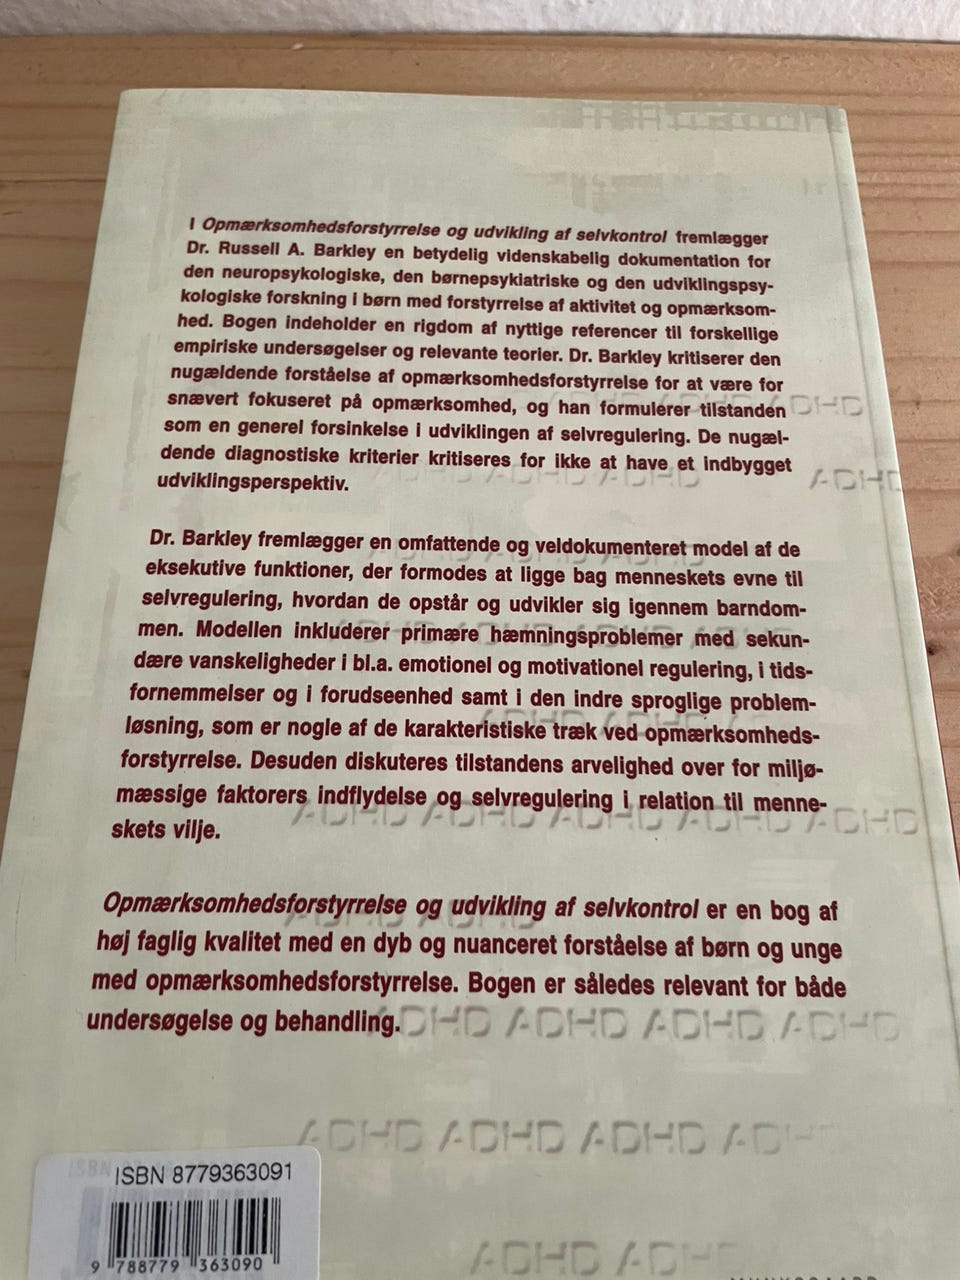 I Opmærksomhedsforstyrrelse og udvikling af selvkontrol fremlægger
Dr. Russell A. Barkley en betydelig videnskabelig dokumentation for
den neuropsykologiske, den børnepsykiatriske og den udviklingspsy-
kologiske forskning i børn med forstyrrelse af aktivitet og opmærksom-
hed. Bogen indeholder en rigdom af nyttige referencer til forskellige
empiriske undersøgelser og relevante teorier. Dr. Barkley kritiserer den
nugældende forståelse af opmærksomhedsforstyrrelse for at være for
snævert fokuseret på opmærksomhed, og han formulerer tilstanden
som en generel forsinkelse i udviklingen af selvregulering. De nugæl-
dende diagnostiske kriterier kritiseres for ikke at have et indbygget
udviklingsperspektiv.
Dr. Barkley fremlægger en omfattende og veldokumenteret model af de
eksekutive funktioner, der formodes at ligge bag menneskets evne til
selvregulering, hvordan de opstår og udvikler sig igennem barndom-
men. Modellen inkluderer primære hæmningsproblemer med sekun-
dære vanskeligheder i bl.a. emotionel og motivationel regulering, i tids-
fornemmelser og i forudseenhed samt i den indre sproglige problem-
løsning, som er nogle af de karakteristiske træk ved opmærksomheds-
forstyrrelse. Desuden diskuteres tilstandens arvelighed over for miljø-
mæssige faktorers indflydelse og selvregulering i relation til menne-
skets vilje.
Opmærksomhedsforstyrrelse og udvikling af selvkontrol er en bog af
høj faglig kvalitet med en dyb og nuanceret forståelse af børn og unge
med opmærksomhedsforstyrrelse. Bogen er således relevant for både
undersøgelse og behandling.
ADHD ADHD ADHD ADHD
ADHD ADHD ADHD
ISBN 8779363091
9 788779 363090